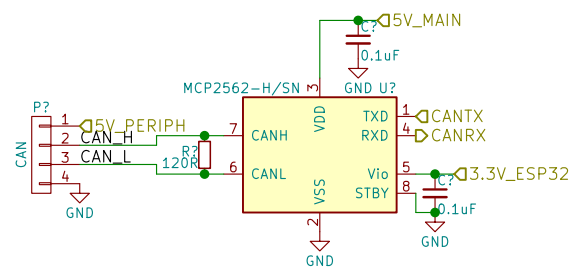 5V_MAIN
C?
0.1uF
GND
MCP2562-H/SN U?
3
VDD
P?
CAN
1
5V_PERIPH
2
CAN_H
3
CAN_L
4
GND
R?
120R
7
CANH
6
CANL
TXD
1
CANTX
RXD
4
CANRX
Vio
5
3.3V_ESP32
STBY
8
C?
0.1uF
GND
VSS
2
GND